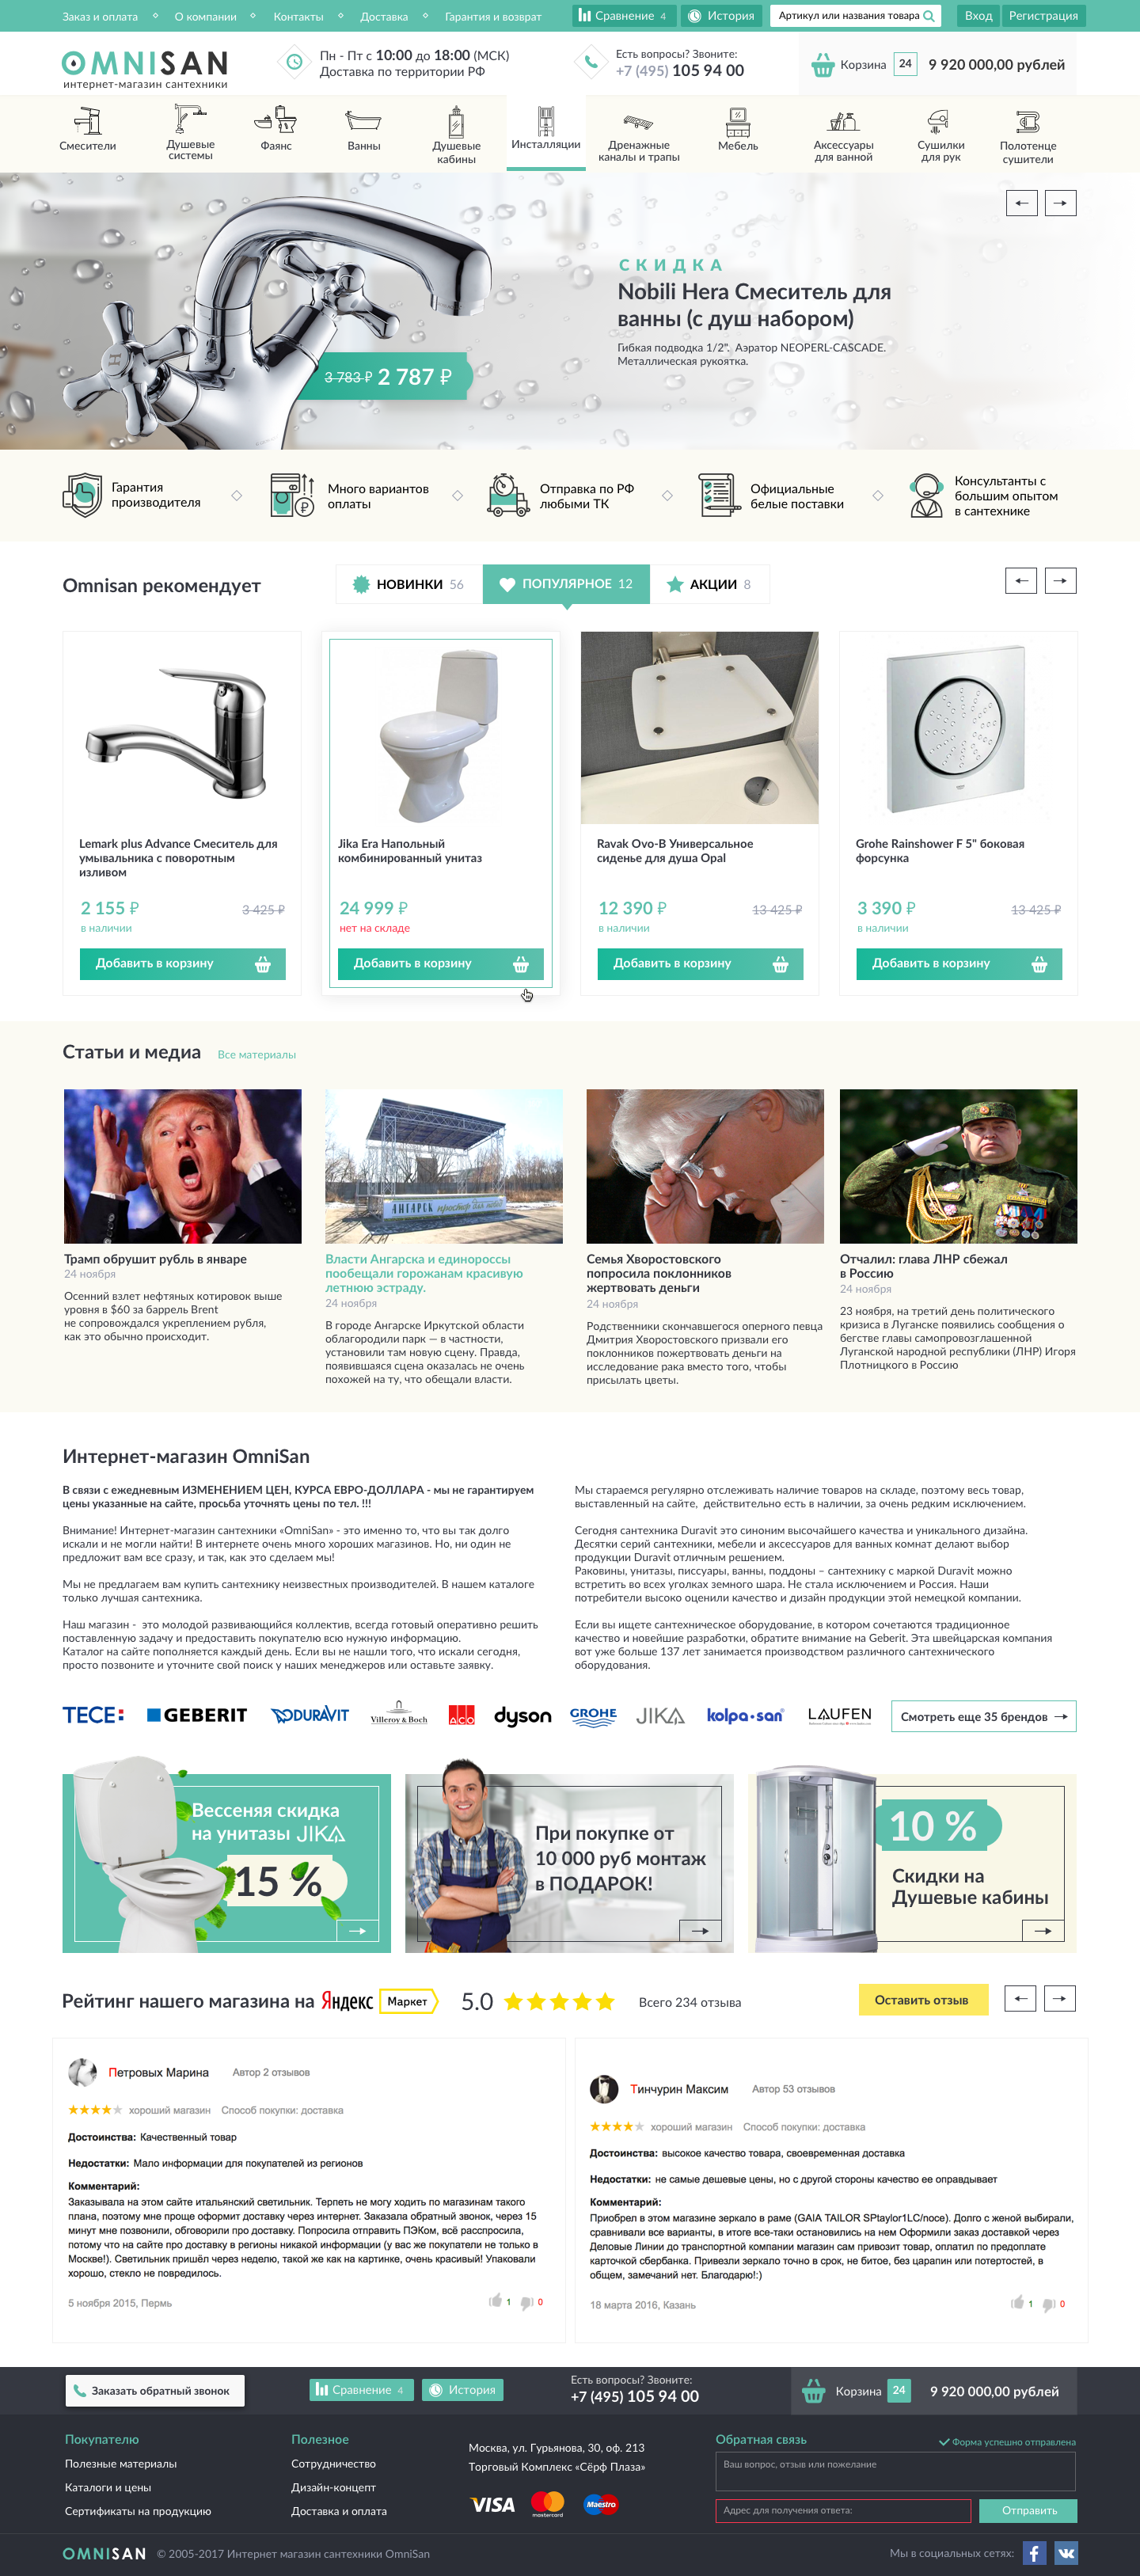 Заказ и оплата
О компании
Контакты
Доставка
Гарантия и возврат
Сравнение 4
История
Артикул или названия товара
Вход
Регистрация
OMNISAN
интернет-магазин сантехники
Пн - Пт с 10:00 до 18:00 (МСК)
Доставка по территории РФ
Есть вопросы? Звоните:
+7 (495) 105 94 00
Корзина 24 9 920 000,00 рублей
Смесители
Душевые
системы
Фаянс
Ванны
Душевые
кабины
Инсталляции
Дренажные
каналы и трапы
Мебель
Аксессуары
для ванной
Сушилки
для рук
Полотенце
сушители
СКИДКА
Nobili Hera Смеситель для
ванны (с душ набором)
Гибкая подводка 1/2". Аэратор NEOPERL-CASCADE.
Металлическая рукоятка.
3 783 ₽ 2 787 ₽
Гарантия
производителя
Много вариантов
оплаты
Отправка по РФ
любыми ТК
Официальные
белые поставки
Консультанты с
большим опытом
в сантехнике
Omnisan рекомендует
НОВИНКИ 56
ПОПУЛЯРНОЕ 12
АКЦИИ 8
Lemark plus Advance Смеситель для
умывальника с поворотным
изливом
2 155 ₽ 3 425 ₽
в наличии
Добавить в корзину
Jika Era Напольный
комбинированный унитаз
24 999 ₽
нет на складе
Добавить в корзину
Ravak Ovo-B Универсальное
сиденье для душа Opal
12 390 ₽ 13 425 ₽
в наличии
Добавить в корзину
Grohe Rainshower F 5" боковая
форсунка
3 390 ₽ 13 425 ₽
в наличии
Добавить в корзину
Статьи и медиа
Все материалы
АНГАРСК
Трамп обрушит рубль в январе
24 ноября
Осенний взлет нефтяных котировок выше
уровня в $60 за баррель Brent
не сопровождался укреплением рубля,
как это обычно происходит.
Власти Ангарска и единороссы
пообещали горожанам красивую
летнюю эстраду.
24 ноября
В городе Ангарске Иркутской области
облагородили парк — в частности,
установили там новую сцену. Правда,
появившаяся сцена оказалась не очень
похожей на ту, что обещали власти.
Семья Хворостовского
попросила поклонников
жертвовать деньги
24 ноября
Родственники скончавшегося оперного певца
Дмитрия Хворостовского призвали его
поклонников пожертвовать деньги на
исследование рака вместо того, чтобы
присылать цветы.
Отчалил: глава ЛНР сбежал
в Россию
24 ноября
23 ноября, на третий день политического
кризиса в Луганске появились сообщения о
бегстве главы самопровозглашенной
Луганской народной республики (ЛНР) Игоря
Плотницкого в Россию
Интернет-магазин OmniSan
В связи с ежедневным ИЗМЕНЕНИЕМ ЦЕН, КУРСА ЕВРО-ДОЛЛАРА - мы не гарантируем
цены указанные на сайте, просьба уточнять цены по тел. !!!
Внимание! Интернет-магазин сантехники «OmniSan» - это именно то, что вы так долго
искали и не могли найти! В интернете очень много хороших магазинов. Но, ни один не
предложит вам все сразу, и так, как это сделаем мы!
Мы не предлагаем вам купить сантехнику неизвестных производителей. В нашем каталоге
только лучшая сантехника.
Наш магазин - это молодой развивающийся коллектив, всегда готовый оперативно решить
поставленную задачу и предоставить покупателю всю нужную информацию.
Каталог на сайте пополняется каждый день. Если вы не нашли того, что искали сегодня,
просто позвоните и уточните свой поиск у наших менеджеров или оставьте заявку.
Мы стараемся регулярно отслеживать наличие товаров на складе, поэтому весь товар,
выставленный на сайте, действительно есть в наличии, за очень редким исключением.
Сегодня сантехника Duravit это синоним высочайшего качества и уникального дизайна.
Десятки серий сантехники, мебели и аксессуаров для ванных комнат делают выбор
продукции Duravit отличным решением.
Раковины, унитазы, писсуары, ванны, поддоны – сантехнику с маркой Duravit можно
встретить во всех уголках земного шара. Не стала исключением и Россия. Наши
потребители высоко оценили качество и дизайн продукции этой немецкой компании.
Если вы ищете сантехническое оборудование, в котором сочетаются традиционное
качество и новейшие разработки, обратите внимание на Geberit. Эта швейцарская компания
вот уже больше 137 лет занимается производством различного сантехнического
оборудования.
TECE
GEBERIT
DURAVIT
Villeroy & Boch
ACO
dyson
GROHE
JIKA
kolpa-san
LAUFEN
Смотреть еще 35 брендов
Вессеняя скидка
на унитазы JIKA
15 %
При покупке от
10 000 руб монтаж
в ПОДАРОК!
10 %
Скидки на
Душевые кабины
Рейтинг нашего магазина на Яндекс Маркет 5.0 Всего 234 отзыва
Оставить отзыв
Петровых Марина Автор 2 отзывов
хороший магазин Способ покупки: доставка
Достоинства: Качественный товар
Недостатки: Мало информации для покупателей из регионов
Комментарий:
Заказывала на этом сайте итальянский светильник. Терпеть не могу ходить по магазинам такого
плана, поэтому мне проще оформит доставку через интернет. Заказала обратный звонок, через 15
минут мне позвонили, обговорили про доставку. Попросила отправить ПЭКом, всё расспросила,
потому что на сайте про доставку в регионы никакой информации (у вас же покупатели не только в
Москве!). Светильник пришёл через неделю, такой же как на картинке, очень красивый! Упаковали
хорошо, стекло не повредилось.
5 ноября 2015, Пермь 1 0
Тинчурин Максим Автор 53 отзывов
хороший магазин Способ покупки: доставка
Достоинства: высокое качество товара, своевременная доставка
Недостатки: не самые дешевые цены, но с другой стороны качество ее оправдывает
Комментарий:
Приобрел в этом магазине зеркало в раме (GAIA TAILOR SPtaylor1LC/noce). Долго с женой выбирали,
сравнивали все варианты, в итоге все-таки остановились на нем Оформили заказ доставкой через
Деловые Линии до транспортной компании магазин сам привозит товар, оплатил по предоплате
карточкой сбербанка. Привезли зеркало точно в срок, не битое, без царапин или потертостей, в
общем, замечаний нет. Благодарю!:)
18 марта 2016, Казань 1 0
Заказать обратный звонок
Сравнение 4
История
Есть вопросы? Звоните:
+7 (495) 105 94 00
Корзина 24 9 920 000,00 рублей
Покупателю
Полезные материалы
Каталоги и цены
Сертификаты на продукцию
Полезное
Сотрудничество
Дизайн-концепт
Доставка и оплата
Москва, ул. Гурьянова, 30, оф. 213
Торговый Комплекс «Сёрф Плаза»
VISA
mastercard
Maestro
Обратная связь
Форма успешно отправлена
Ваш вопрос, отзыв или пожелание
Адрес для получения ответа:
Отправить
OMNISAN © 2005-2017 Интернет магазин сантехники OmniSan
Мы в социальных сетях: